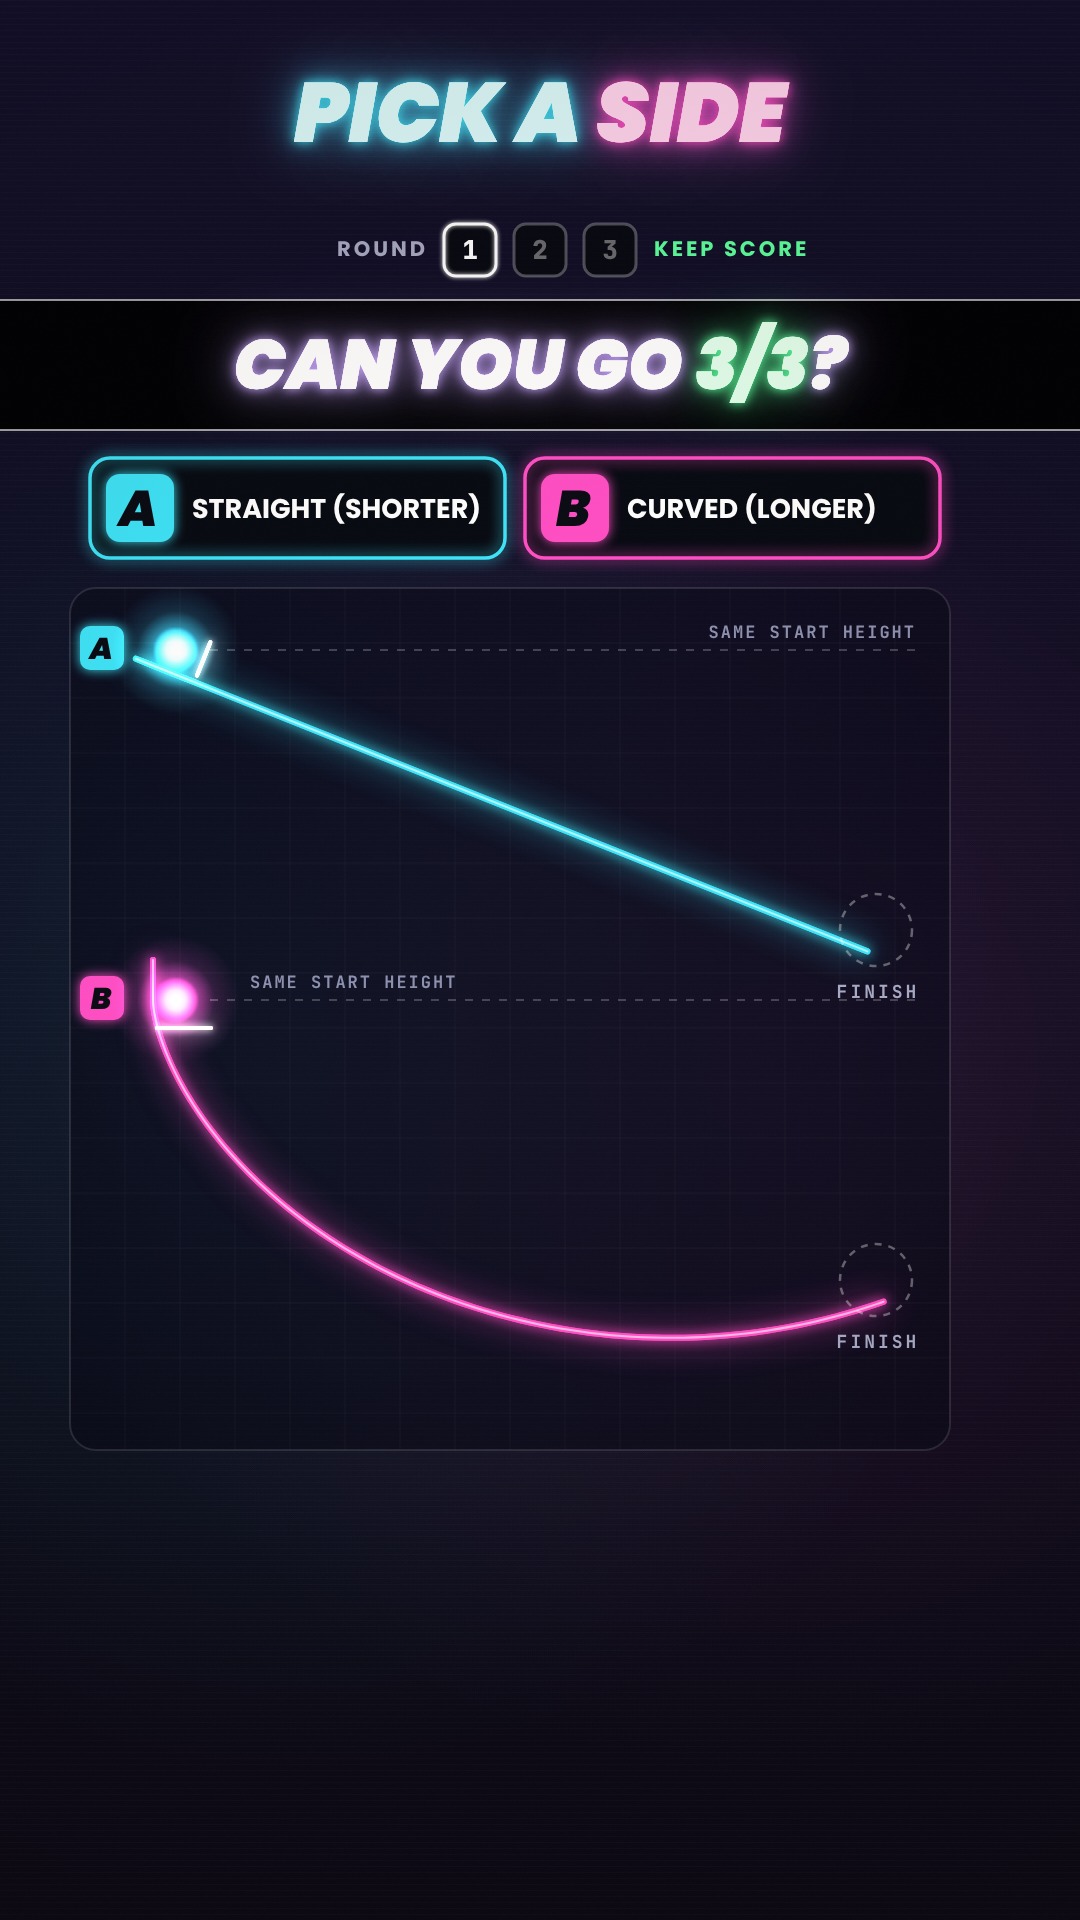 PICK A SIDE
ROUND 1 2 3 KEEP SCORE
CAN YOU GO 3/3?
A STRAIGHT (SHORTER)
B CURVED (LONGER)
SAME START HEIGHT
A
FINISH
SAME START HEIGHT
B
FINISH